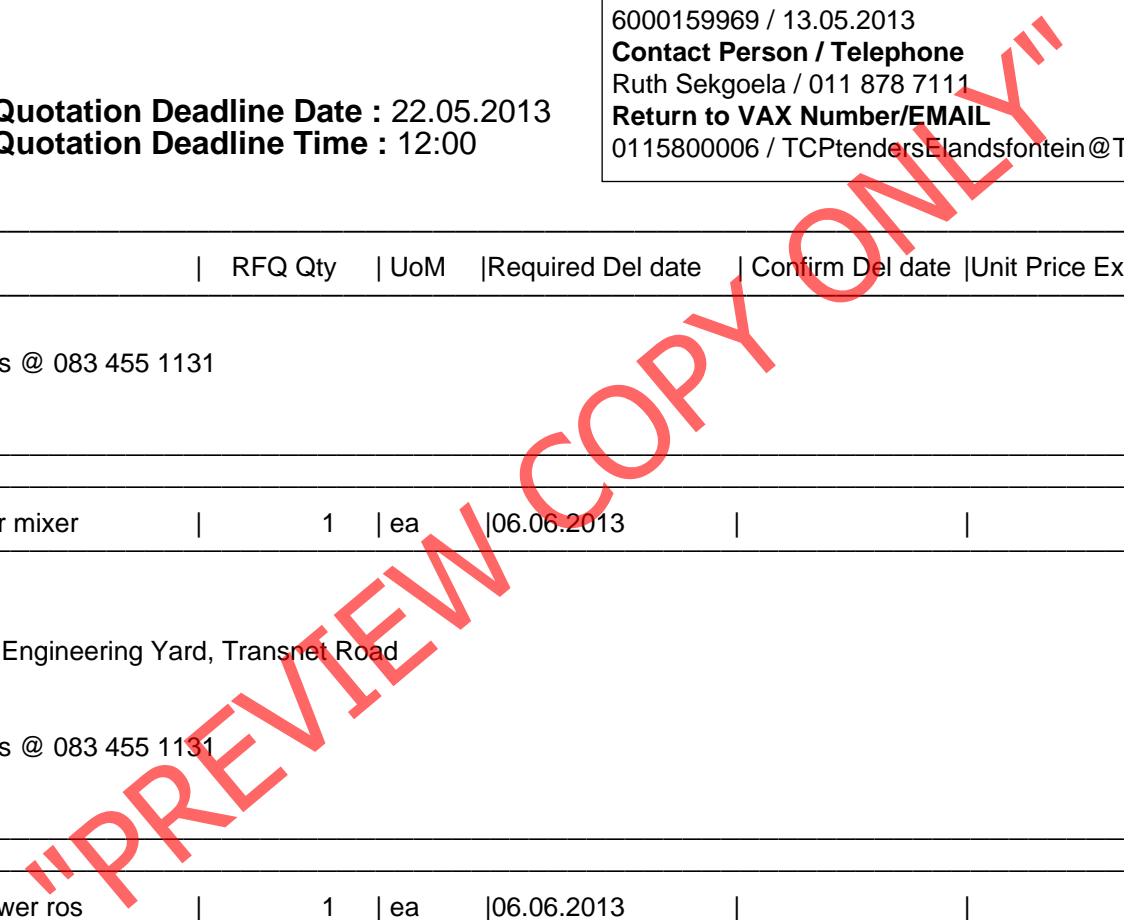 6000159969 / 13.05.2013
Contact Person / Telephone
Ruth Sekgoela / 011 878 7111
Quotation Deadline Date : 22.05.2013
Return to VAX Number/EMAIL
Quotation Deadline Time : 12:00
0115800006 / TCPtendersElandsfontein@T
| RFQ Qty | UoM |Required Del date | Confirm Del date |Unit Price Ex
s @ 083 455 1131
r mixer | 1 | ea |06.06.2013 | |
Engineering Yard, Transnet Road
s @ 083 455 1131
wer ros | 1 | ea |06.06.2013 | |
"PREVIEW COPY ONLY"